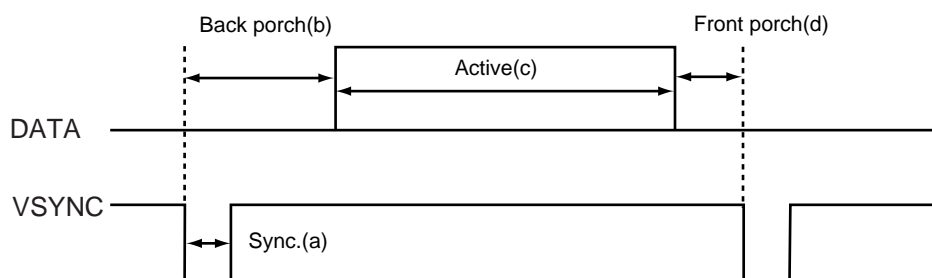 Back porch(b)
Front porch(d)
Active(c)
DATA
VSYNC
Sync.(a)